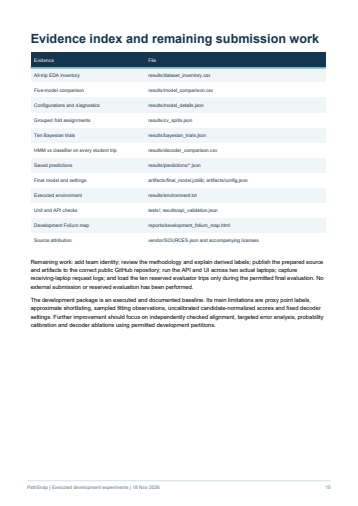 Evidence index and remaining submission work
Evidence File
All-trip EDA inventory results/dataset_inventory.csv
Five-model comparison results/model_comparison.csv
Configurations and diagnostics results/model_details.json
Grouped fold assignments results/cv_splits.json
Ten Bayesian trials results/bayesian_trials.json
HMM vs classifier on every student trip results/decoder_comparison.csv
Saved predictions results/predictions/*.json
Final model and settings artifacts/final_model.joblib; artifacts/config.json
Executed environment results/environment.txt
Unit and API checks tests/; results/api_validation.json
Development Folium map reports/development_folium_map.html
Source attribution vendor/SOURCES.json and accompanying licenses
Remaining work: add team identity; review the methodology and explain derived labels; publish the prepared source
and artifacts to the correct public GitHub repository; run the API and UI across two actual laptops; capture
receiving-laptop request logs; and load the ten reserved evaluator trips only during the permitted final evaluation. No
external submission or reserved evaluation has been performed.
The development package is an executed and documented baseline. Its main limitations are proxy point labels,
approximate shortlisting, sampled fitting observations, uncalibrated candidate-normalized scores and fixed decoder
settings. Further improvement should focus on independently checked alignment, targeted error analysis, probability
calibration and decoder ablations using permitted development partitions.
PathSnap | Executed development experiments | 18 Nov 2026 15